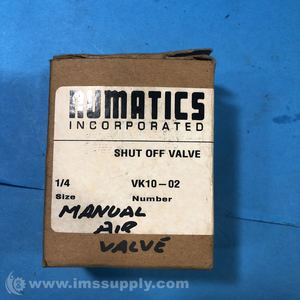 NUMATICS
INCORPORATED
SHUT OFF VALVE
1/4 VK10-02
Size Number
MANUAL
AIR
VALVE
© www.imssupply.com